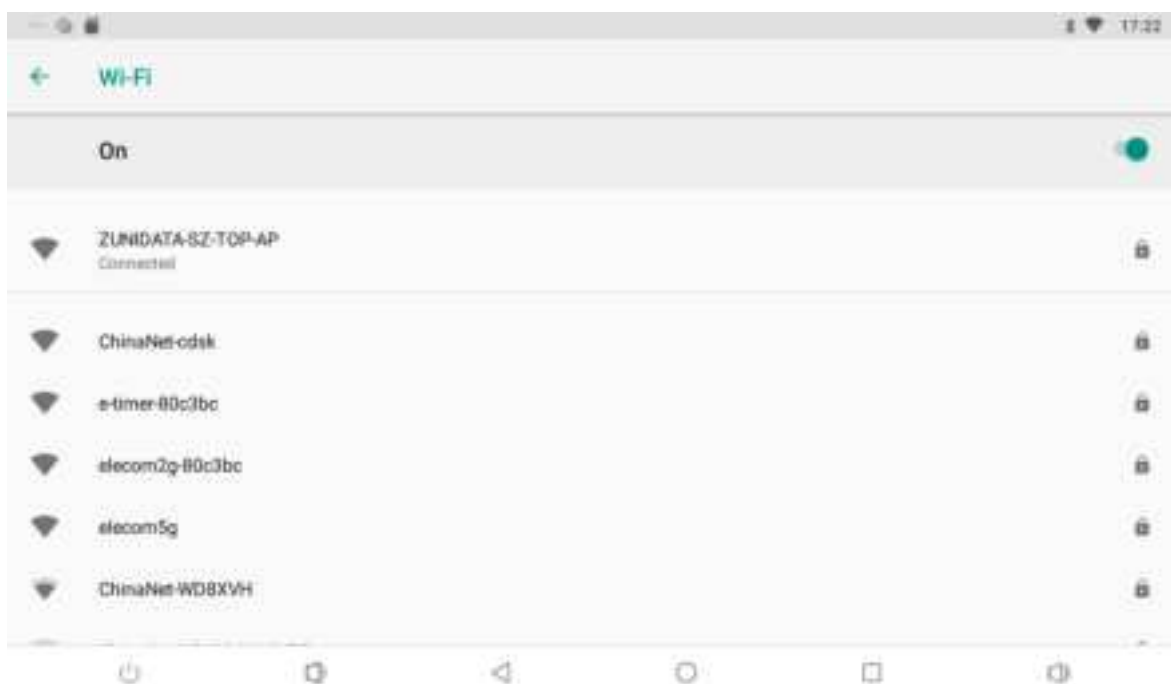 17:22
Wi-Fi
On
ZUNIDATA-SZ-TOP-AP
Connected
ChinaNet-cdsk
e-timer-80c3bc
elecom2g-80c3bc
elecom5g
ChinaNet-WD8XVH